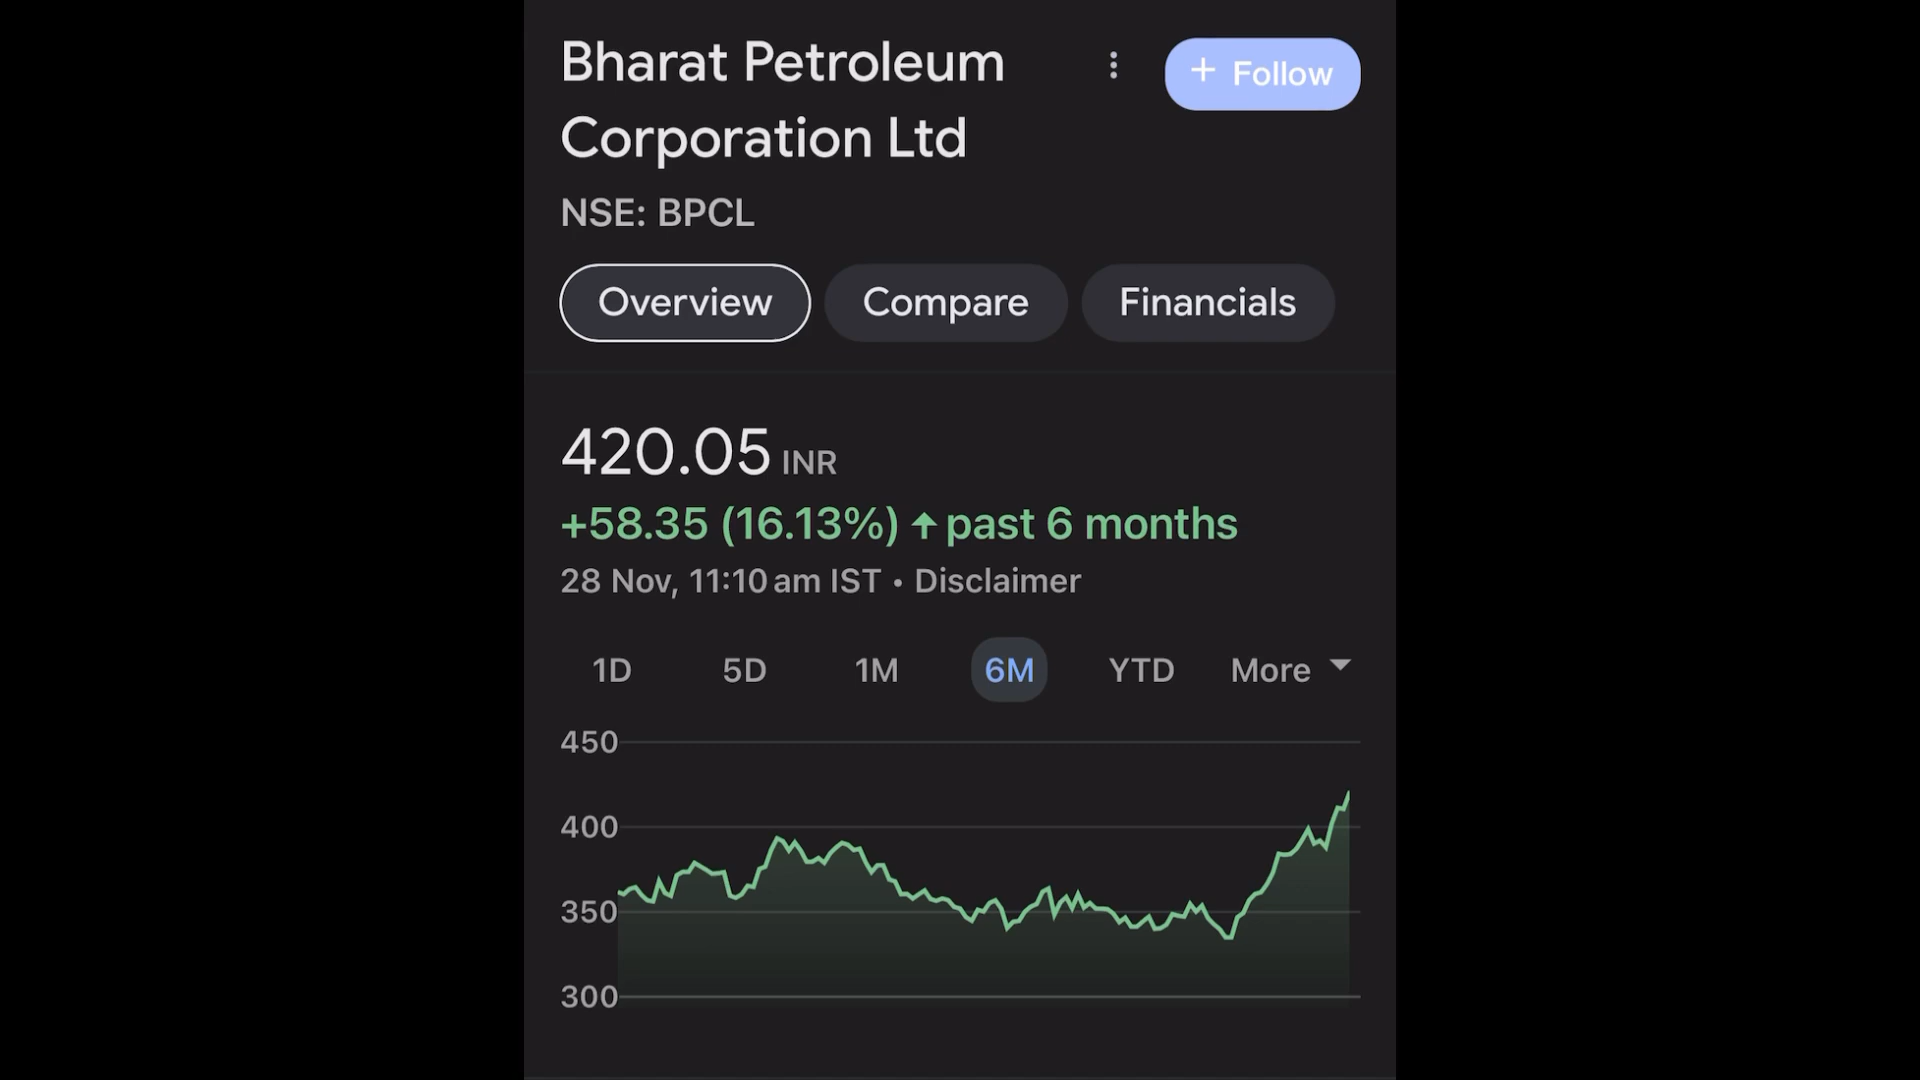 Bharat Petroleum
Corporation Ltd
+ Follow
NSE: BPCL
Overview Compare Financials
420.05 INR
+58.35 (16.13%) ↑ past 6 months
28 Nov, 11:10 am IST • Disclaimer
1D 5D 1M 6M YTD More
450
400
350
300